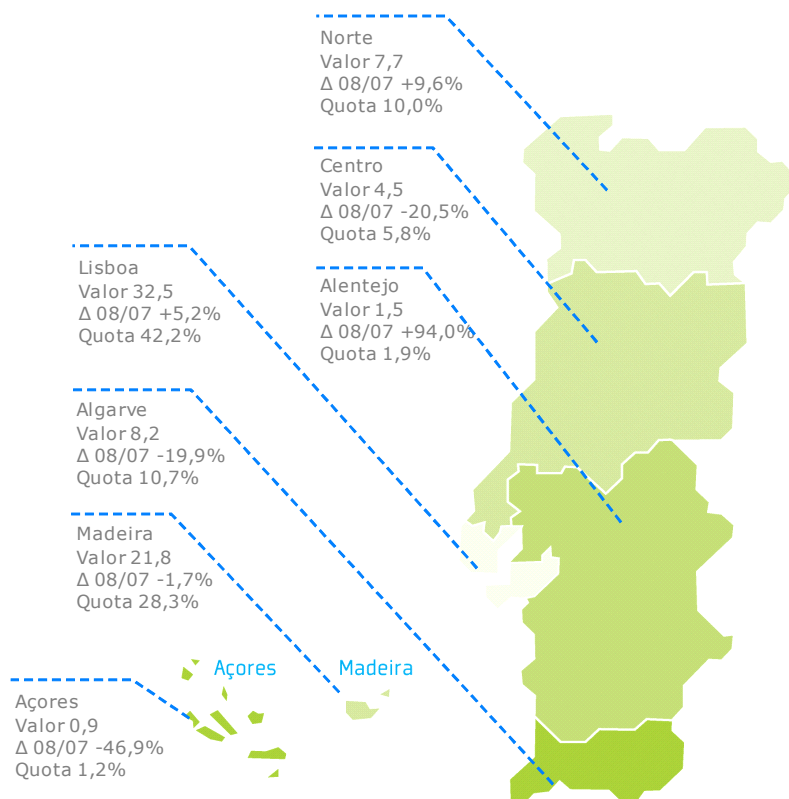 Norte
Valor 7,7
Δ 08/07 +9,6%
Quota 10,0%
Centro
Valor 4,5
Δ 08/07 -20,5%
Quota 5,8%
Lisboa
Valor 32,5
Δ 08/07 +5,2%
Quota 42,2%
Alentejo
Valor 1,5
Δ 08/07 +94,0%
Quota 1,9%
Algarve
Valor 8,2
Δ 08/07 -19,9%
Quota 10,7%
Madeira
Valor 21,8
Δ 08/07 -1,7%
Quota 28,3%
Açores
Madeira
Açores
Valor 0,9
Δ 08/07 -46,9%
Quota 1,2%